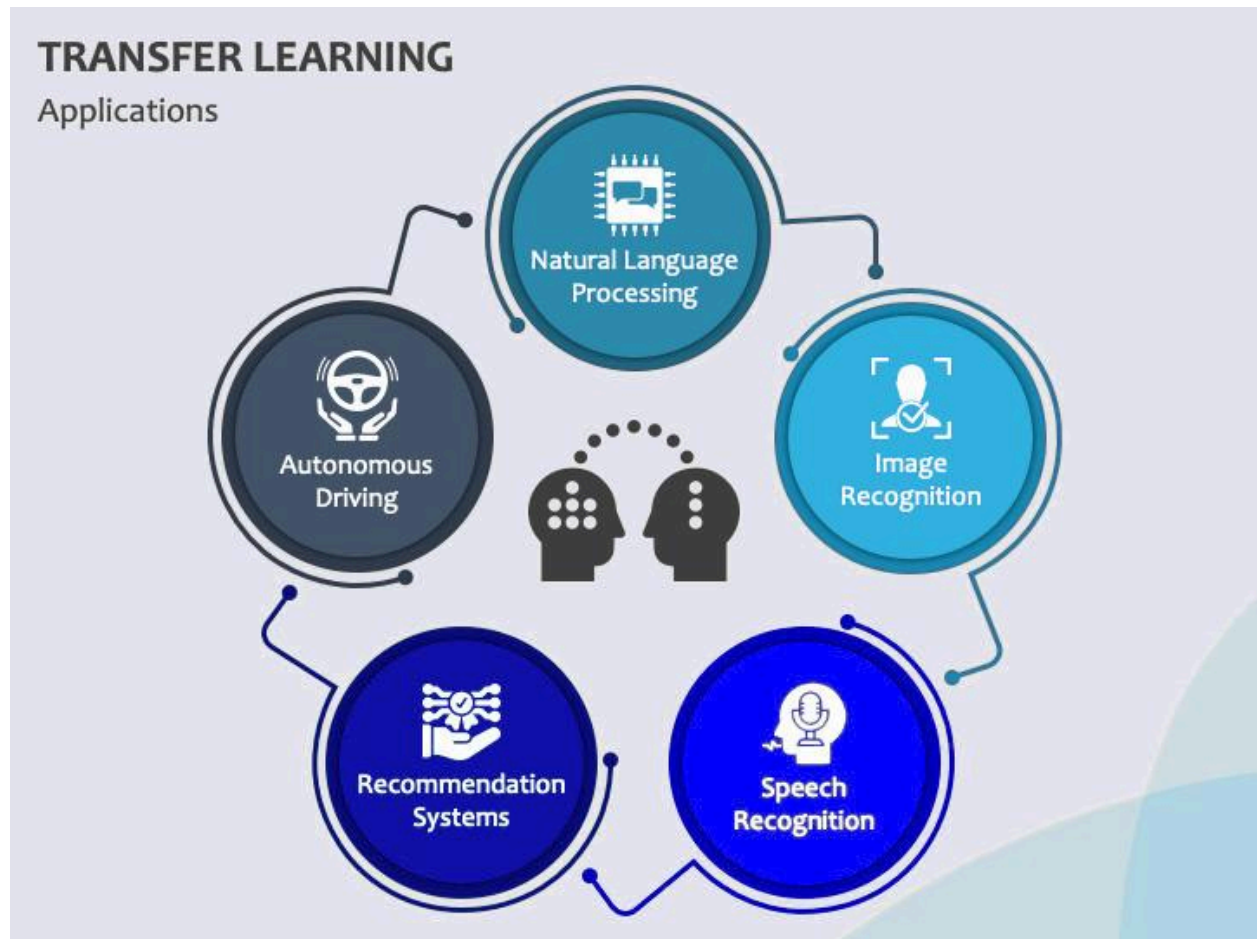 TRANSFER LEARNING
Applications
Natural Language
Processing
Image
Recognition
Speech
Recognition
Recommendation
Systems
Autonomous
Driving